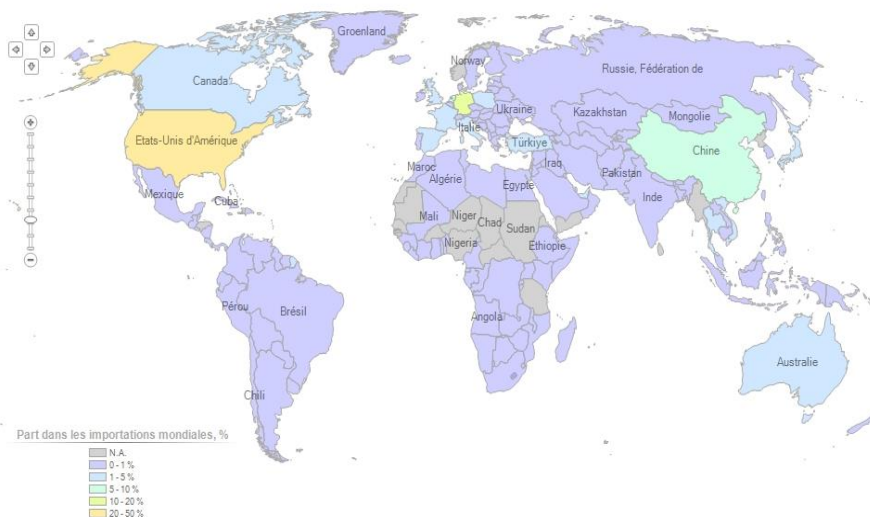 Groenland
Norway
Russie, Fédération de
Canada
Ukraine
Kazakhstan
Mongolie
Etats-Unis d'Amérique
Italie
Türkiye
Chine
Maroc
Algérie
Iraq
Pakistan
Egypte
Inde
Mexique
Cuba
Mali
Niger
Chad
Sudan
Nigeria
Ethiopie
Pérou
Brésil
Angola
Australie
Chili
Part dans les importations mondiales, %
N.A.
0 - 1 %
1 - 5 %
5 - 10 %
10 - 20 %
20 - 50 %